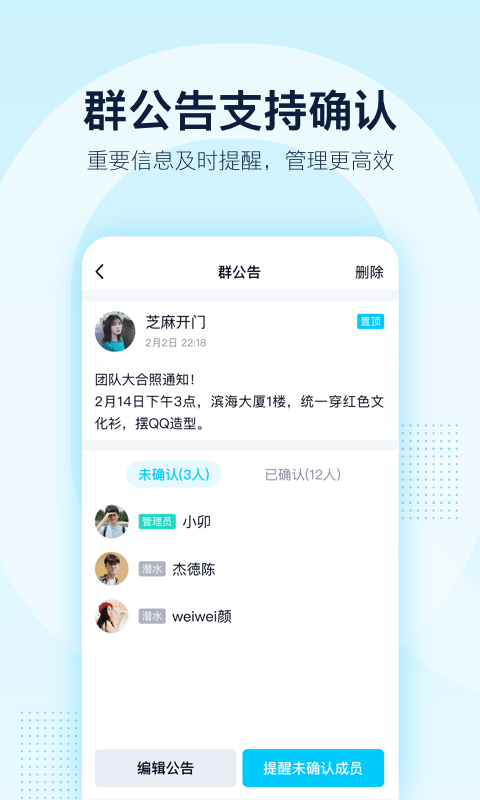 群公告支持确认
重要信息及时提醒，管理更高效
群公告
删除
芝麻开门
置顶
2月2日 22:18
团队大合照通知！
2月14日下午3点，滨海大厦1楼，统一穿红色文
化衫，摆QQ造型。
未确认(3人)
已确认(12人)
管理员 小卯
潜水 杰德陈
潜水 weiwei颜
编辑公告
提醒未确认成员